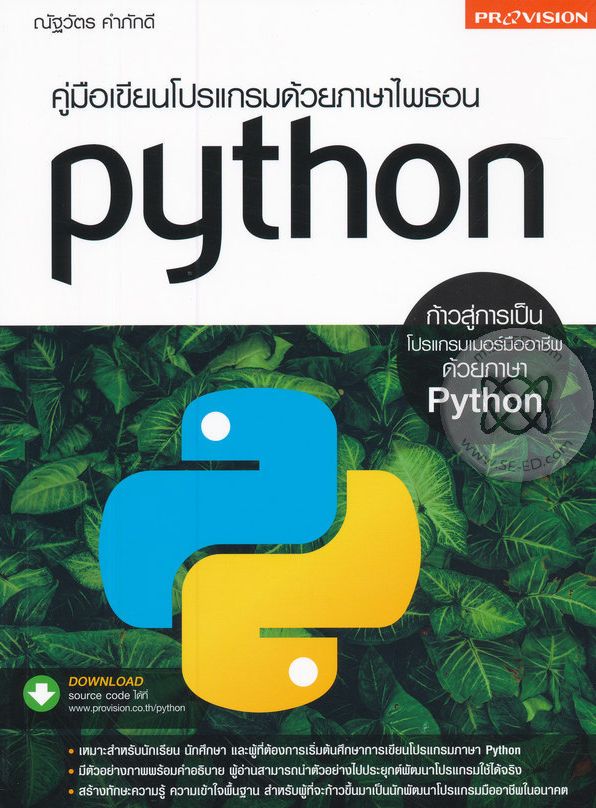 ณัฐวัตร คำภักดี
PROVISION
คู่มือเขียนโปรแกรมด้วยภาษาไพธอน
python
ก้าวสู่การเป็น
โปรแกรมเมอร์มืออาชีพ
ด้วยภาษา
Python
www.SE-ED.com
DOWNLOAD
source code ได้ที่
www.provision.co.th/python
• เหมาะสำหรับนักเรียน นักศึกษา และผู้ที่ต้องการเริ่มต้นศึกษาการเขียนโปรแกรมภาษา Python
• มีตัวอย่างภาพพร้อมคำอธิบาย ผู้อ่านสามารถนำตัวอย่างไปประยุกต์พัฒนาโปรแกรมใช้ได้จริง
• สร้างทักษะความรู้ ความเข้าใจพื้นฐาน สำหรับผู้ที่จะก้าวขึ้นมาเป็นนักพัฒนาโปรแกรมมืออาชีพในอนาคต